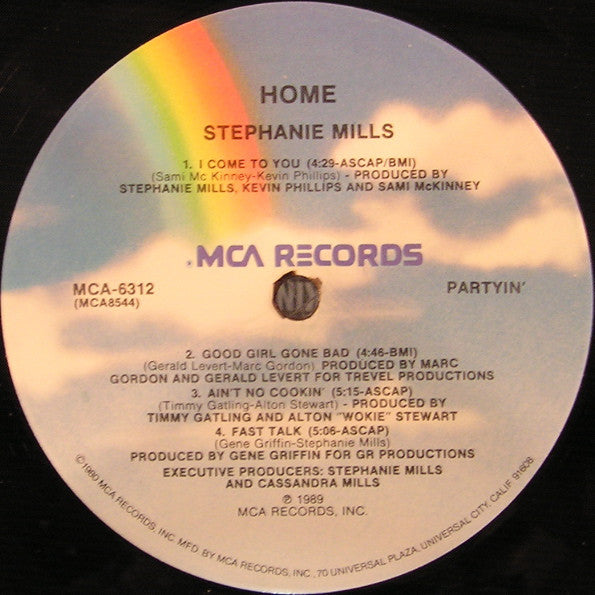 HOME
STEPHANIE MILLS
1. I COME TO YOU (4:29-ASCAP/BMI)
(Sami Mc Kinney-Kevin Phillips) - PRODUCED BY
STEPHANIE MILLS, KEVIN PHILLIPS AND SAMI McKINNEY
MCA RECORDS
MCA-6312
(MCA8544)
PARTYIN'
2. GOOD GIRL GONE BAD (4:46-BMI)
(Gerald Levert-Marc Gordon) PRODUCED BY MARC
GORDON AND GERALD LEVERT FOR TREVEL PRODUCTIONS
3. AIN'T NO COOKIN' (5:15-ASCAP)
(Timmy Gatling-Alton Stewart) - PRODUCED BY
TIMMY GATLING AND ALTON "WOKIE" STEWART
4. FAST TALK (5:06-ASCAP)
(Gene Griffin-Stephanie Mills)
PRODUCED BY GENE GRIFFIN FOR GR PRODUCTIONS
EXECUTIVE PRODUCERS: STEPHANIE MILLS
AND CASSANDRA MILLS
℗ 1989
MCA RECORDS, INC.
©1980 MCA RECORDS, INC. MFD. BY MCA RECORDS, INC., 70 UNIVERSAL PLAZA, UNIVERSAL CITY, CALIF. 91608